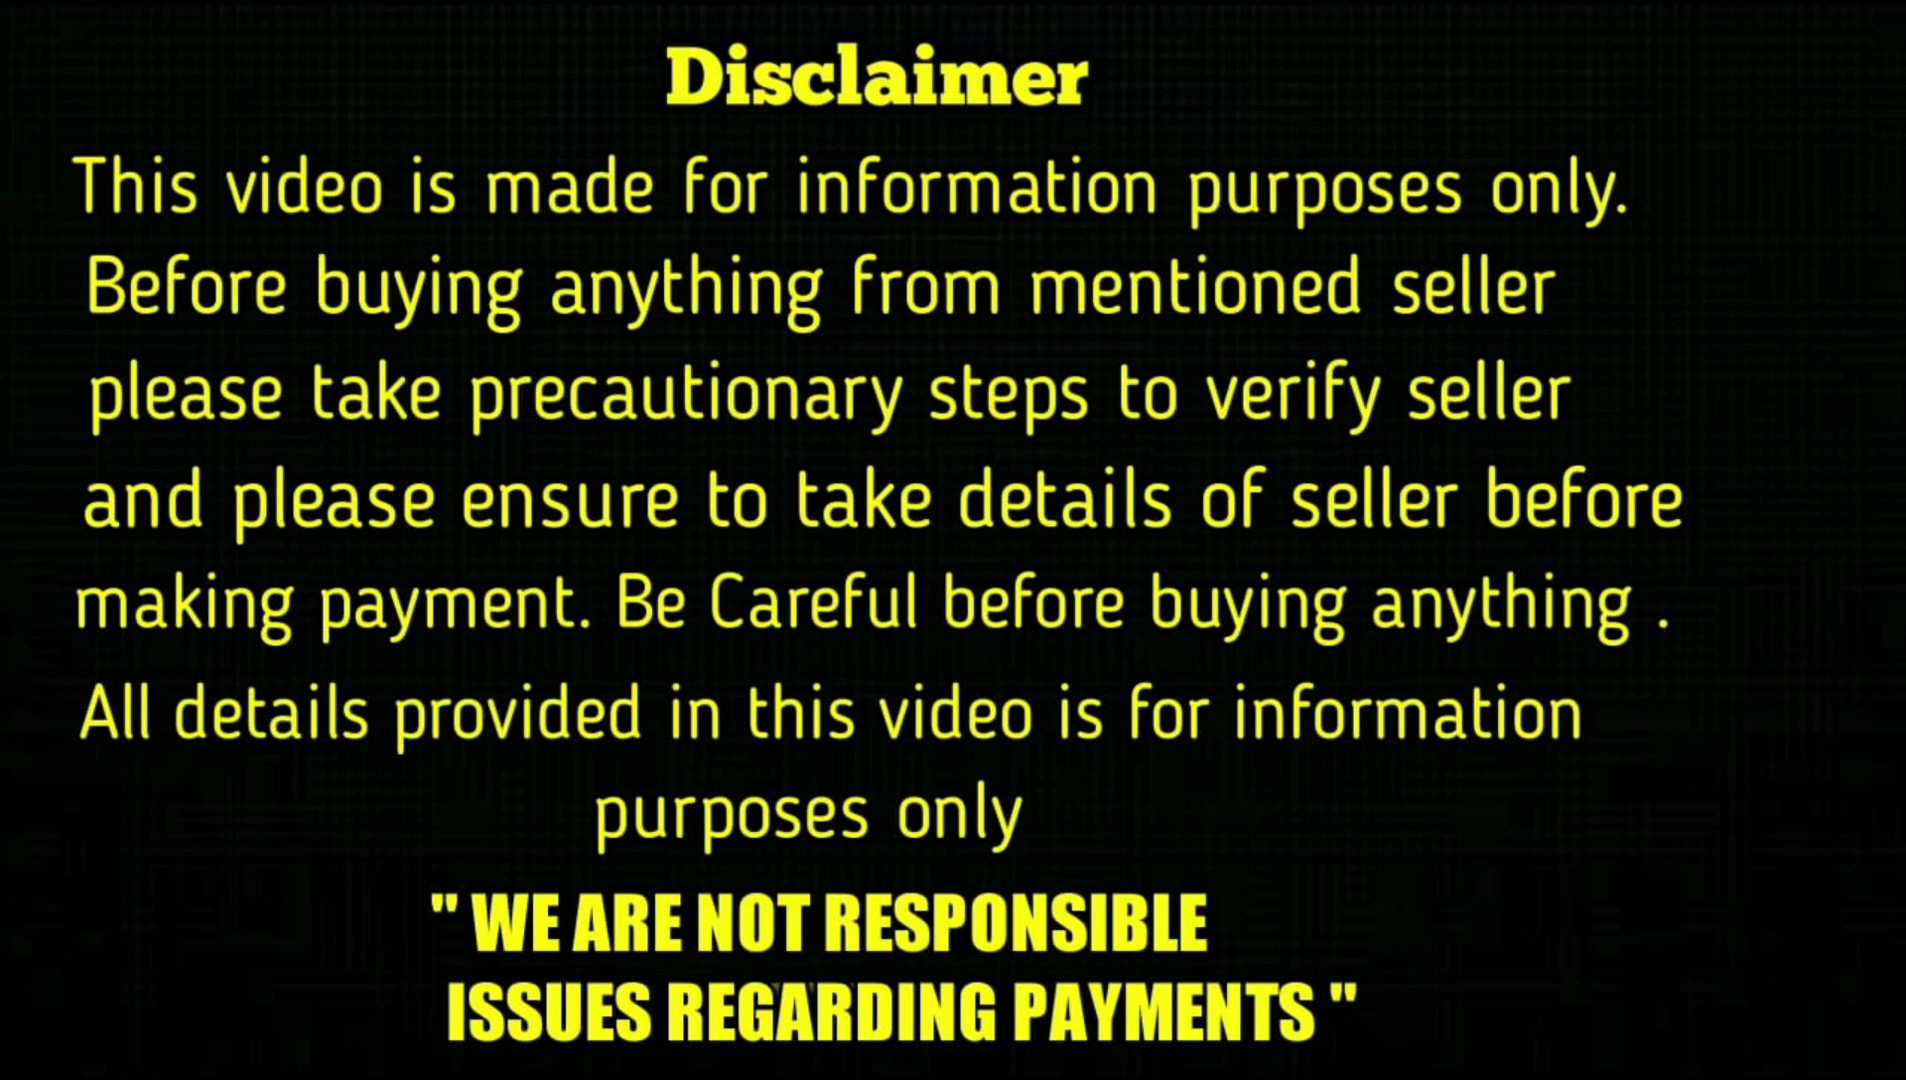 Disclaimer
This video is made for information purposes only.
Before buying anything from mentioned seller
please take precautionary steps to verify seller
and please ensure to take details of seller before
making payment. Be Careful before buying anything .
All details provided in this video is for information
purposes only
" WE ARE NOT RESPONSIBLE
ISSUES REGARDING PAYMENTS "